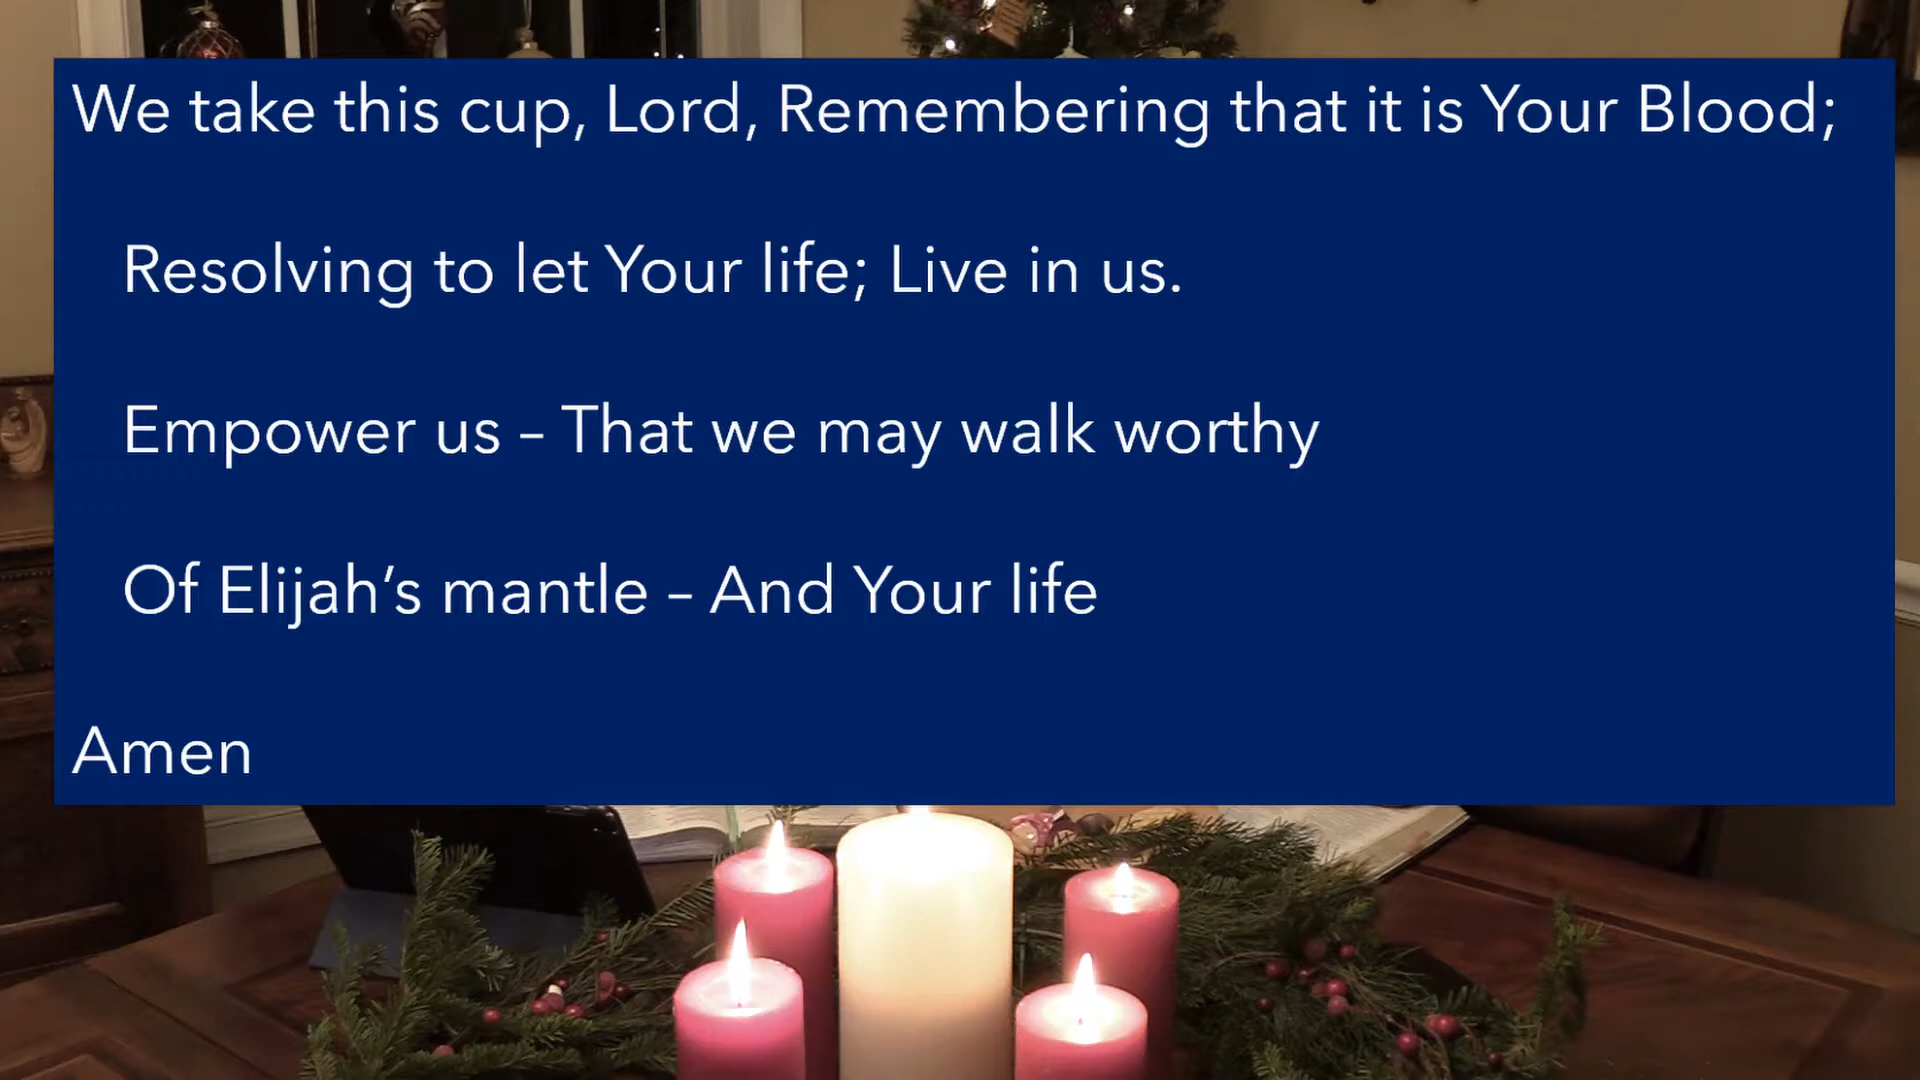 We take this cup, Lord, Remembering that it is Your Blood;
Resolving to let Your life; Live in us.
Empower us – That we may walk worthy
Of Elijah’s mantle – And Your life
Amen